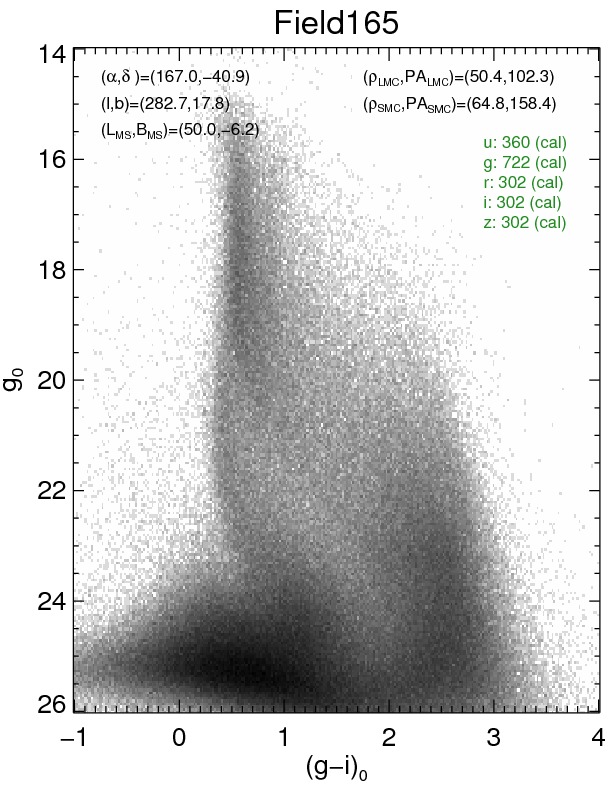 Field165
(α,δ )=(167.0,−40.9)
(ρLMC,PALMC)=(50.4,102.3)
(l,b)=(282.7,17.8)
(ρSMC,PASMC)=(64.8,158.4)
(LMS,BMS)=(50.0,−6.2)
u: 360 (cal)
g: 722 (cal)
r: 302 (cal)
i: 302 (cal)
z: 302 (cal)
14
16
18
20
22
24
26
g0
−1 0 1 2 3 4
(g−i)0